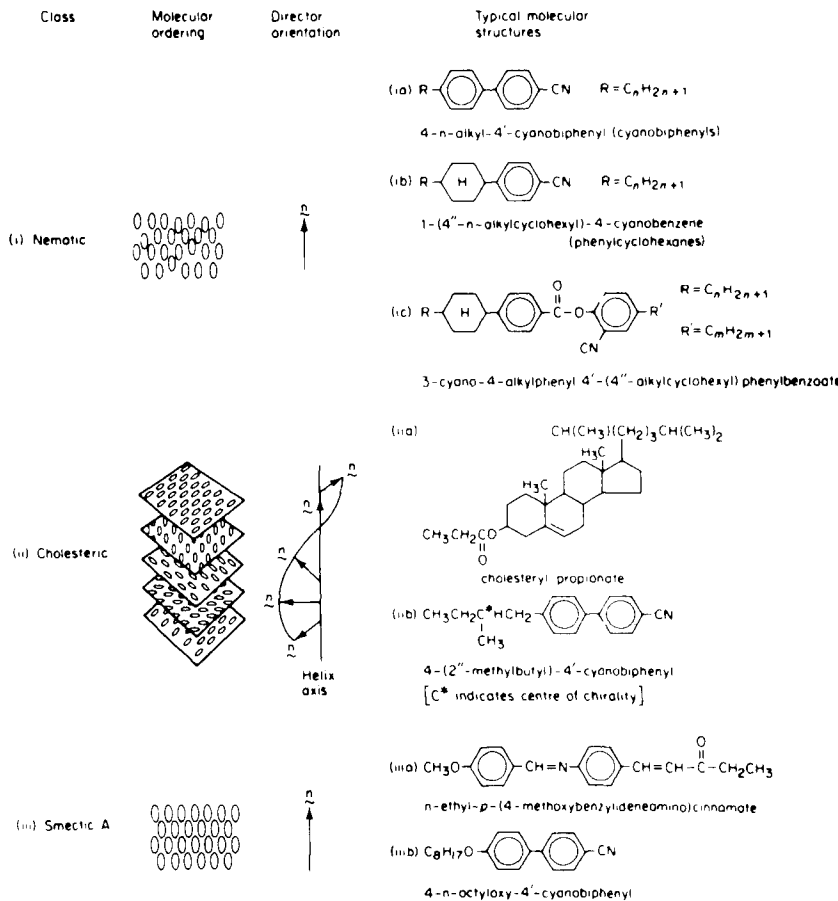 Class Molecular ordering Director orientation Typical molecular structures
(i) Nematic
n
(ia) R CN R = CnH2n+1
4-n-alkyl-4'-cyanobiphenyl (cyanobiphenyls)
(ib) R H CN R = CnH2n+1
1-(4''-n-alkylcyclohexyl)-4-cyanobenzene
(phenylcyclohexanes)
(ic) R H C O O R' CN
R = CnH2n+1
R' = CmH2m+1
3-cyano-4-alkylphenyl 4'-(4''-alkylcyclohexyl) phenylbenzoate
(ii) Cholesteric
n
n
n
n
n
Helix
axis
(iia) CH(CH3)(CH2)3CH(CH3)2
H3C
H3C
CH3CH2CO
O
cholesteryl propionate
(iib) CH3CH2C*HCH2 CN
CH3
4-(2''-methylbutyl)-4'-cyanobiphenyl
[C* indicates centre of chirality]
(iii) Smectic A
n
(iiia) CH3O CH=N CH=CH-C-CH2CH3
O
n-ethyl-p-(4-methoxybenzylideneamino)cinnamate
(iiib) C8H17O CN
4-n-octyloxy-4'-cyanobiphenyl